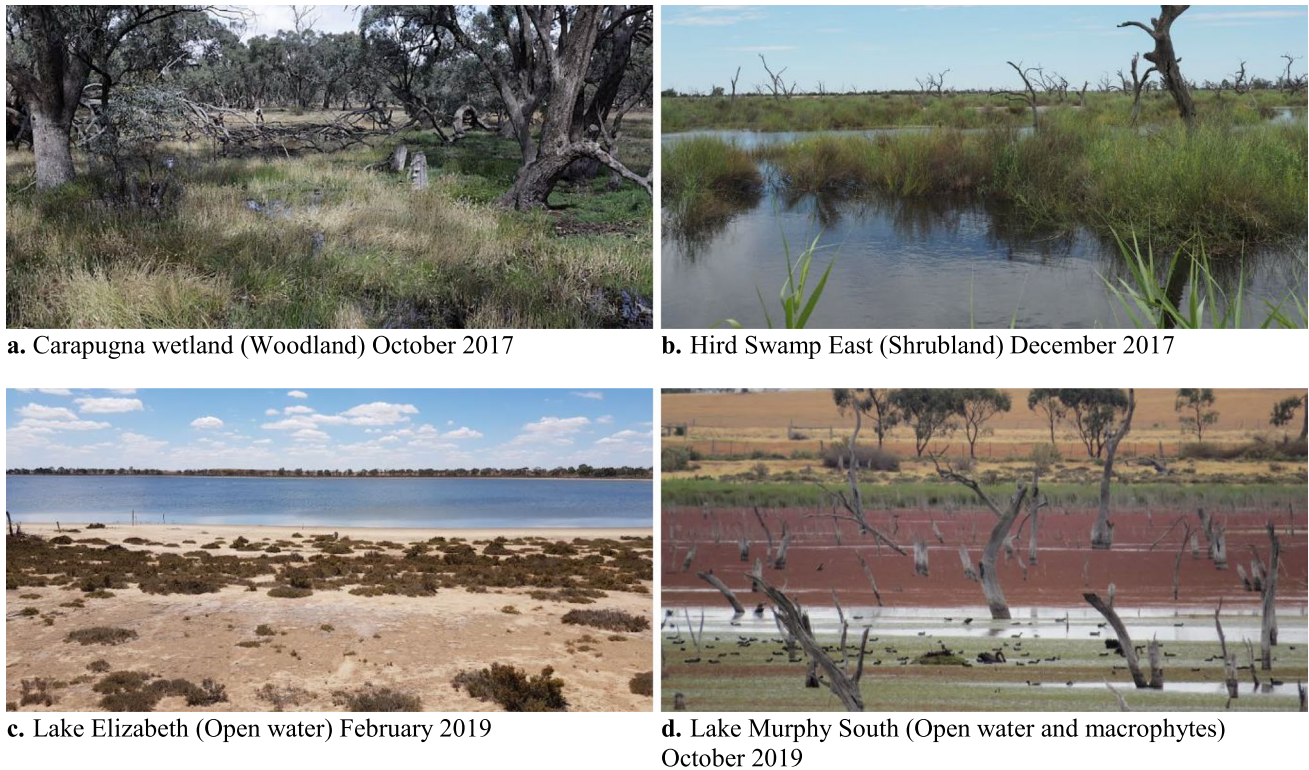 a. Carapugna wetland (Woodland) October 2017
b. Hird Swamp East (Shrubland) December 2017
c. Lake Elizabeth (Open water) February 2019
d. Lake Murphy South (Open water and macrophytes)
October 2019